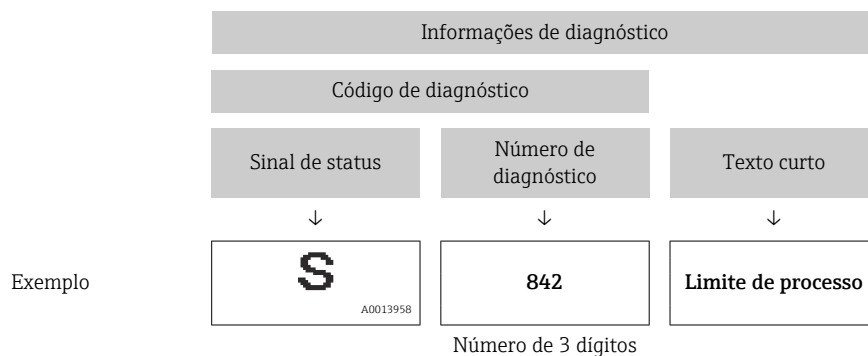 Informações de diagnóstico
Código de diagnóstico
Sinal de status
Número de
diagnóstico
Texto curto
↓ ↓ ↓
Exemplo
S
A0013958
842
Limite de processo
Número de 3 dígitos